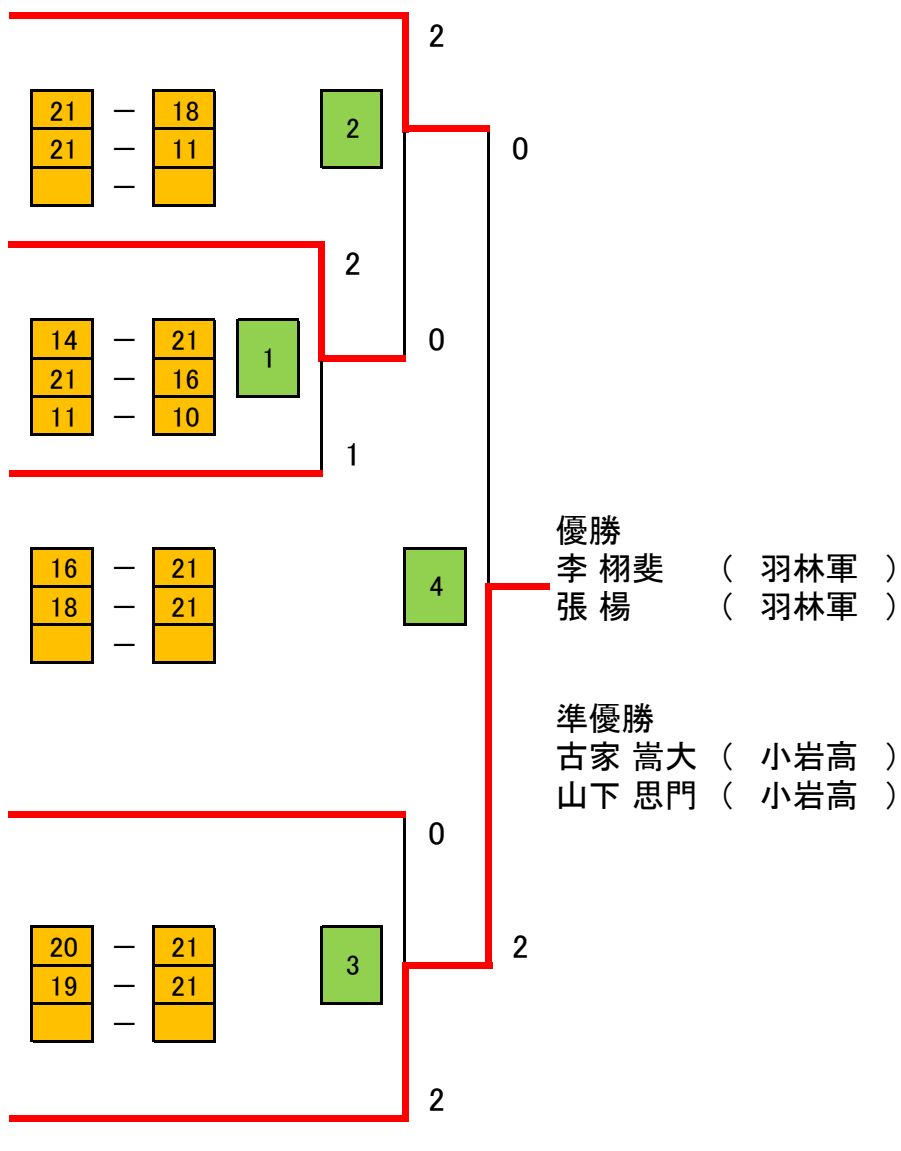 2
21 － 18
2
21 － 11
0
－
2
14 － 21
0
1
21 － 16
11 － 10
1
優勝
16 － 21
李 栩斐 （ 羽林軍 ）
4
18 － 21
張 楊 （ 羽林軍 ）
－
準優勝
古家 嵩大 （ 小岩高 ）
山下 思門 （ 小岩高 ）
0
20 － 21
2
3
19 － 21
－
2